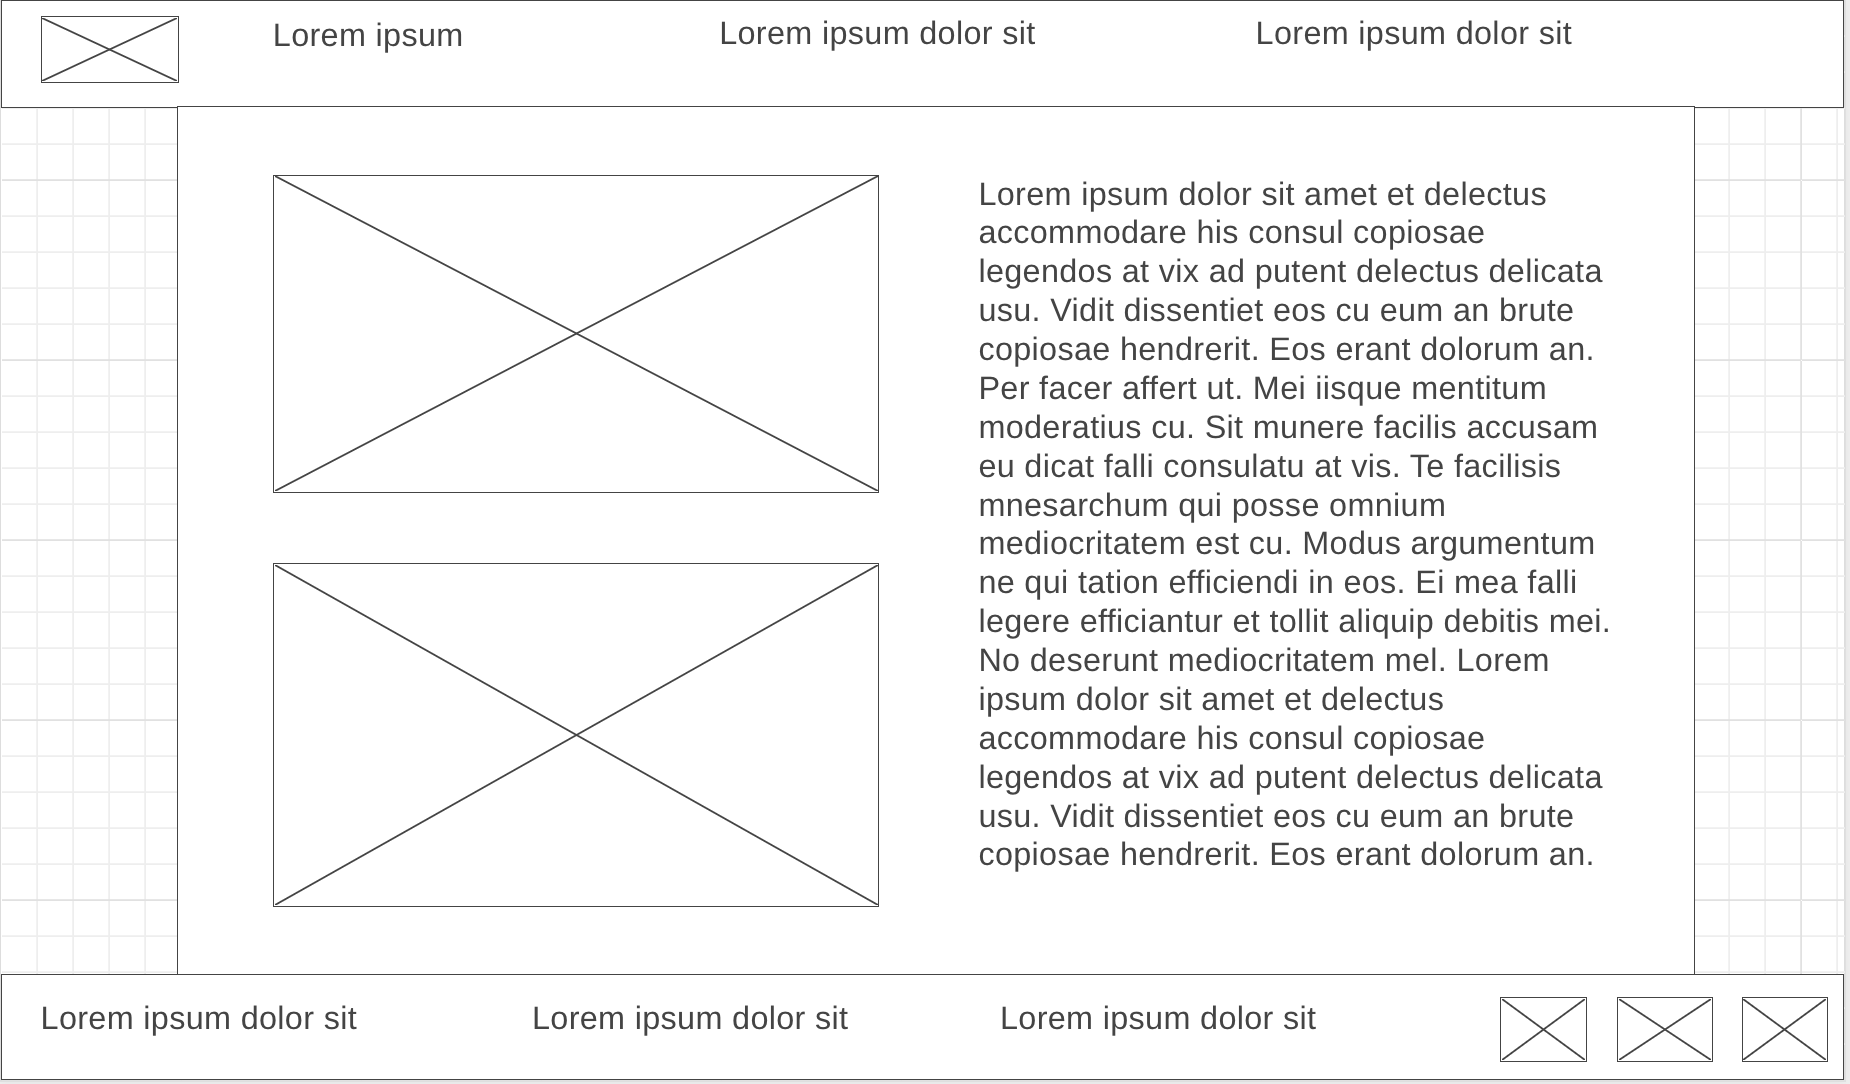 Lorem ipsum
Lorem ipsum dolor sit
Lorem ipsum dolor sit
Lorem ipsum dolor sit amet et delectus
accommodare his consul copiosae
legendos at vix ad putent delectus delicata
usu. Vidit dissentiet eos cu eum an brute
copiosae hendrerit. Eos erant dolorum an.
Per facer affert ut. Mei iisque mentitum
moderatius cu. Sit munere facilis accusam
eu dicat falli consulatu at vis. Te facilisis
mnesarchum qui posse omnium
mediocritatem est cu. Modus argumentum
ne qui tation efficiendi in eos. Ei mea falli
legere efficiantur et tollit aliquip debitis mei.
No deserunt mediocritatem mel. Lorem
ipsum dolor sit amet et delectus
accommodare his consul copiosae
legendos at vix ad putent delectus delicata
usu. Vidit dissentiet eos cu eum an brute
copiosae hendrerit. Eos erant dolorum an.
Lorem ipsum dolor sit
Lorem ipsum dolor sit
Lorem ipsum dolor sit